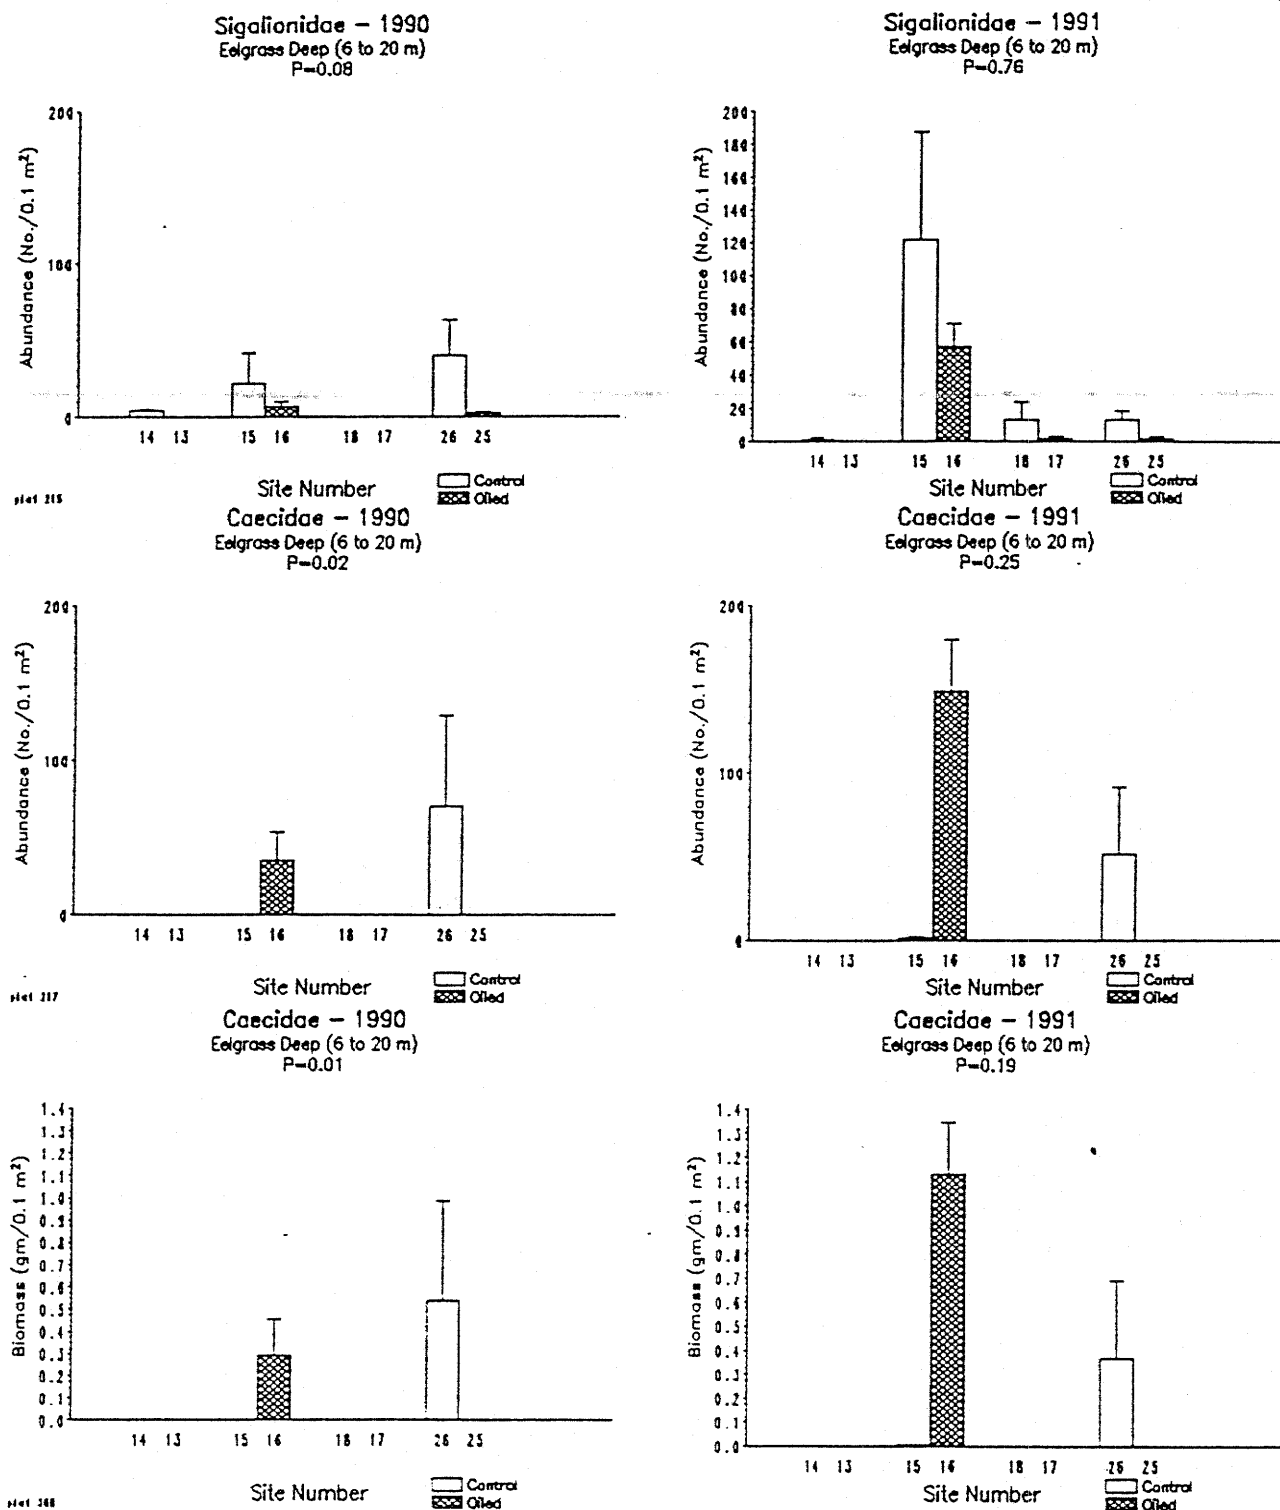 Sigalionidae – 1990
Eelgrass Deep (6 to 20 m)
P=0.08
200
100
0
Abundance (No./0.1 m²)
14 13 15 16 18 17 26 25
Site Number
Control
Oiled
plot 215
Sigalionidae – 1991
Eelgrass Deep (6 to 20 m)
P=0.76
200
180
160
140
120
100
80
60
40
20
0
Abundance (No./0.1 m²)
14 13 15 16 18 17 26 25
Site Number
Control
Oiled
Caecidae – 1990
Eelgrass Deep (6 to 20 m)
P=0.02
200
100
0
Abundance (No./0.1 m²)
14 13 15 16 18 17 26 25
Site Number
Control
Oiled
plot 217
Caecidae – 1991
Eelgrass Deep (6 to 20 m)
P=0.25
200
100
0
Abundance (No./0.1 m²)
14 13 15 16 18 17 26 25
Site Number
Control
Oiled
Caecidae – 1990
Eelgrass Deep (6 to 20 m)
P=0.01
1.4
1.3
1.2
1.1
1.0
0.9
0.8
0.7
0.6
0.5
0.4
0.3
0.2
0.1
0.0
Biomass (gm/0.1 m²)
14 13 15 16 18 17 26 25
Site Number
Control
Oiled
plot
Caecidae – 1991
Eelgrass Deep (6 to 20 m)
P=0.19
1.4
1.3
1.2
1.1
1.0
0.9
0.8
0.7
0.6
0.5
0.4
0.3
0.2
0.1
0.0
Biomass (gm/0.1 m²)
14 13 15 16 18 17 26 25
Site Number
Control
Oiled